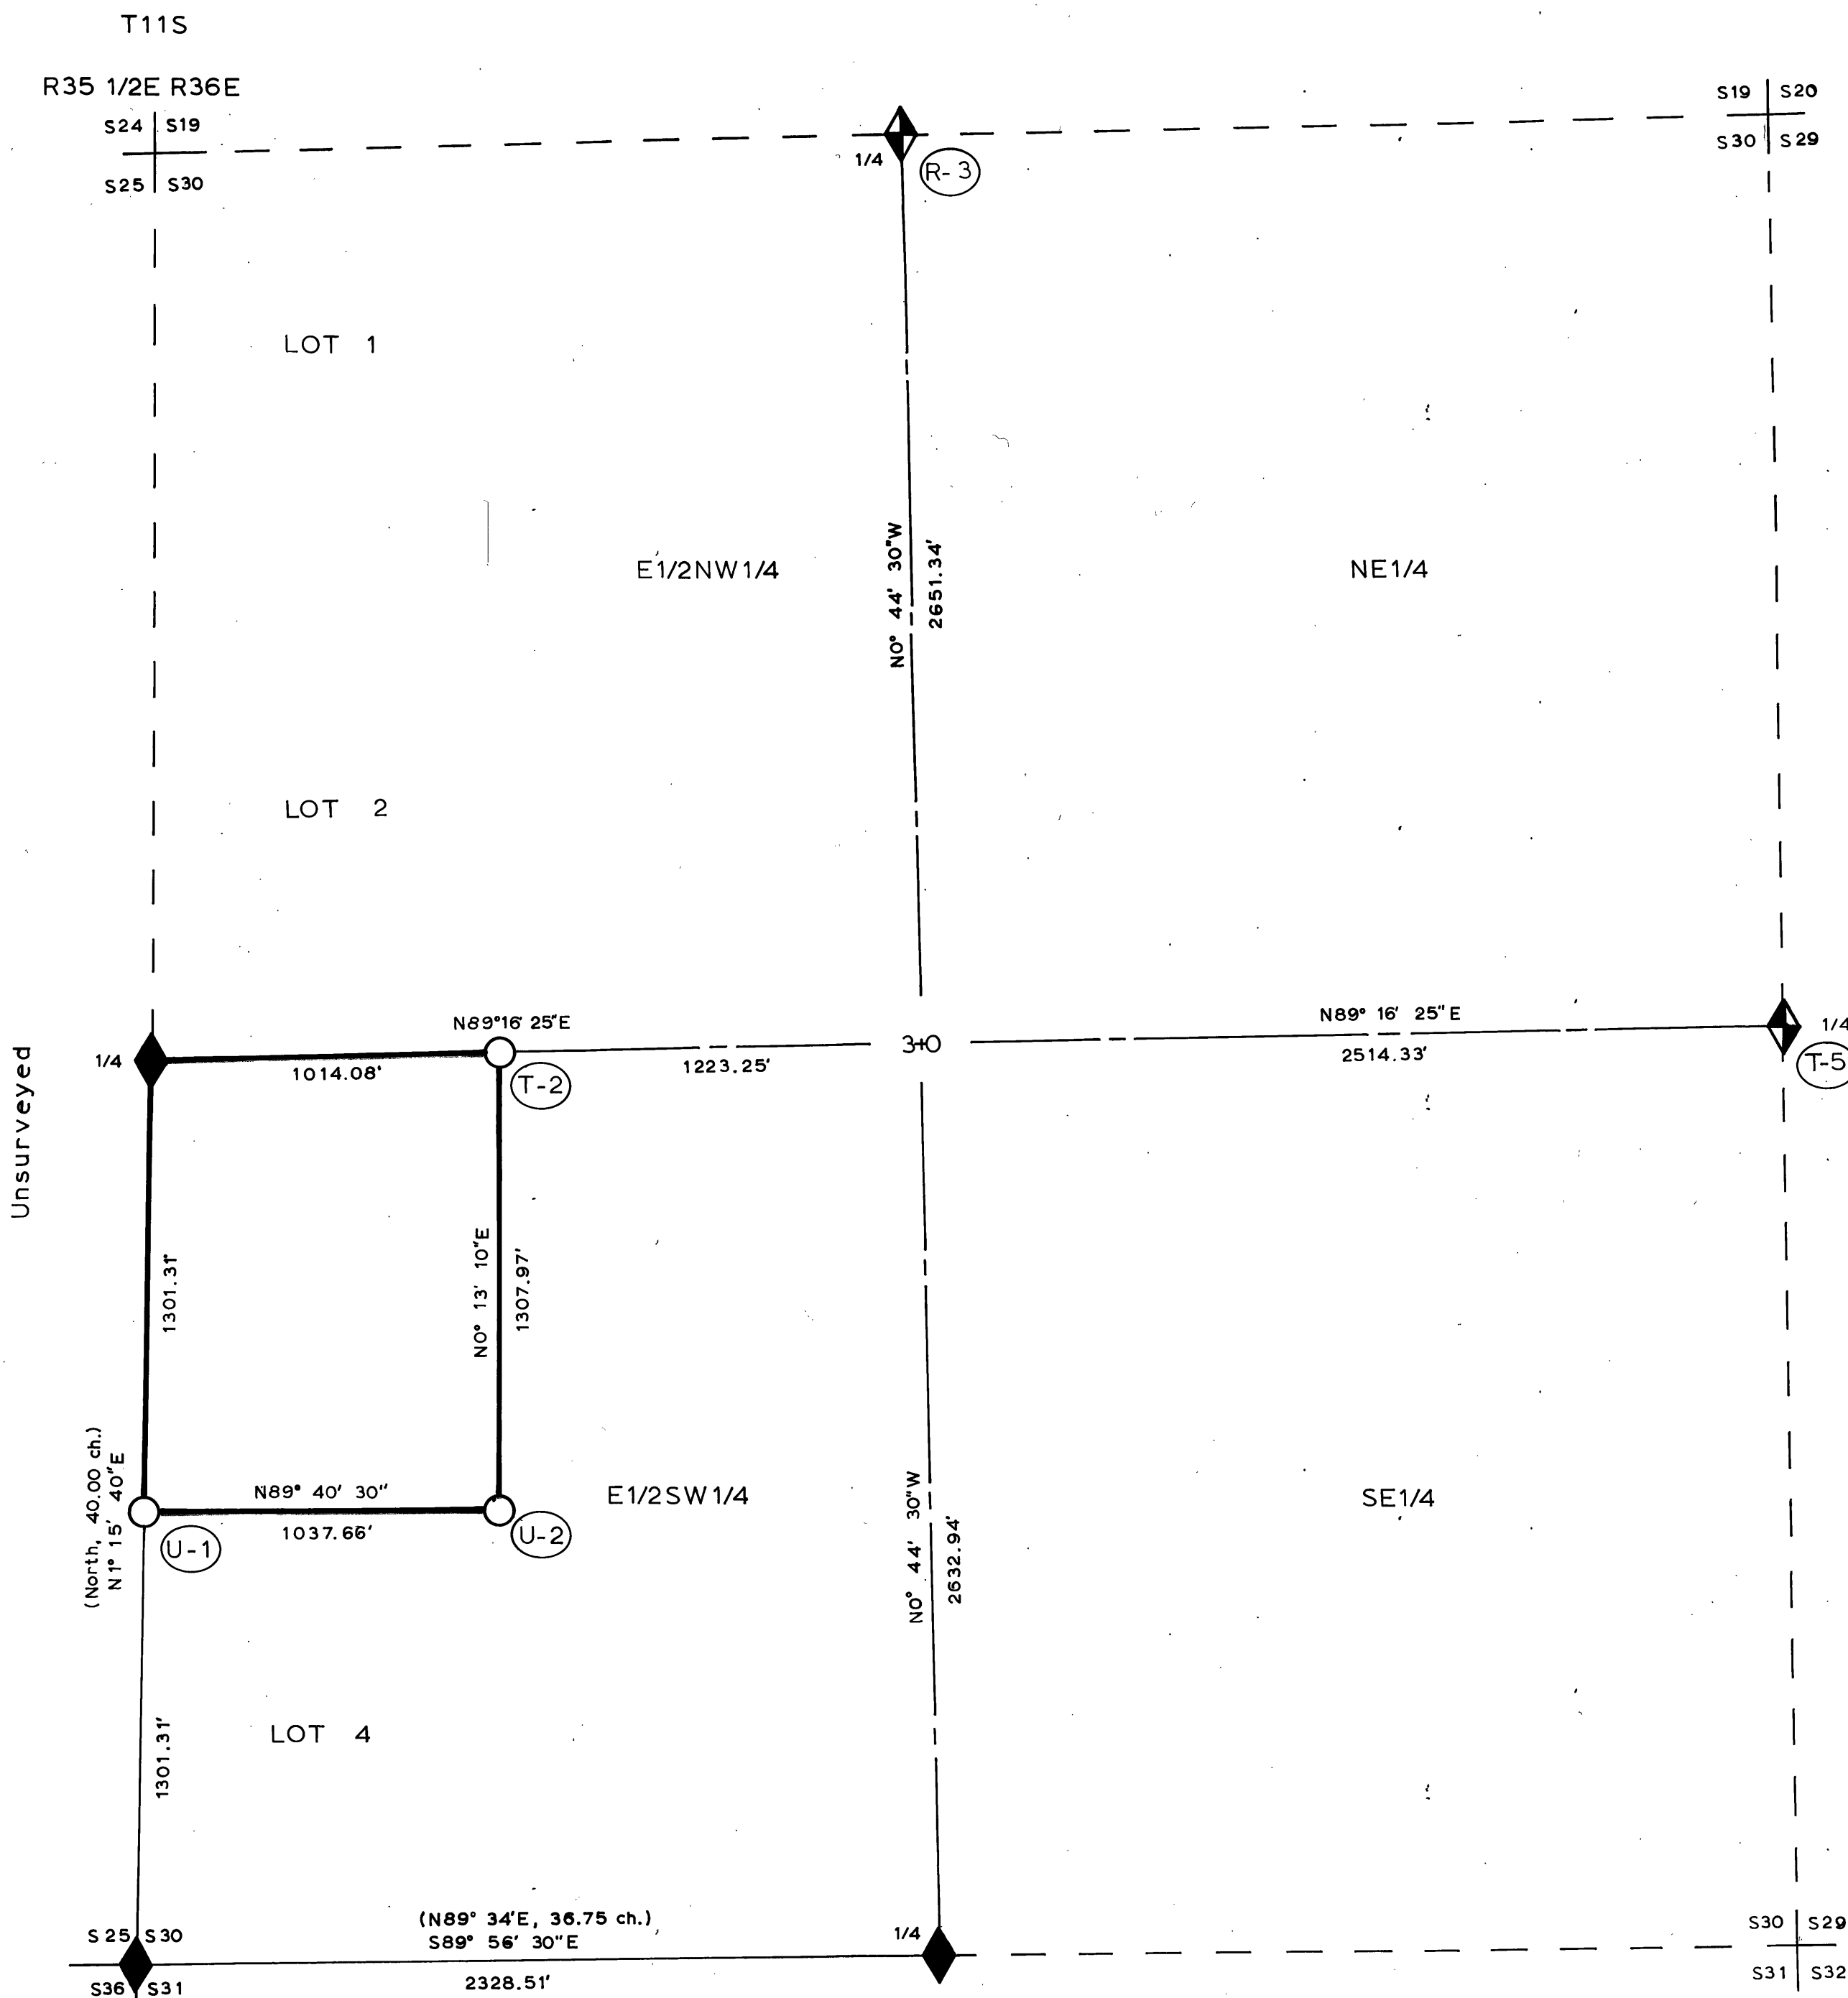 T11S
R35 1/2E R36E
S24 S19
S25 S30
1/4
R-3
S19 S20
S30 S29
LOT 1
E1/2NW1/4
N0° 44' 30"W
2651.34'
NE1/4
LOT 2
Unsurveyed
1/4
N89°16' 25"E
1014.08'
T-2
1223.25'
30
N89° 16' 25"E
2514.33'
1/4
T-5
1301.31'
N0° 13' 10"E
1307.97'
(North, 40.00 ch.)
N1° 15' 40"E
N89° 40' 30"
1037.66'
U-1
U-2
E1/2SW1/4
N0° 44' 30"W
2632.94'
SE1/4
LOT 4
1301.31'
(N89° 34'E, 36.75 ch.)
S89° 56' 30"E
2328.51'
1/4
S25 S30
S36 S31
S30 S29
S31 S32